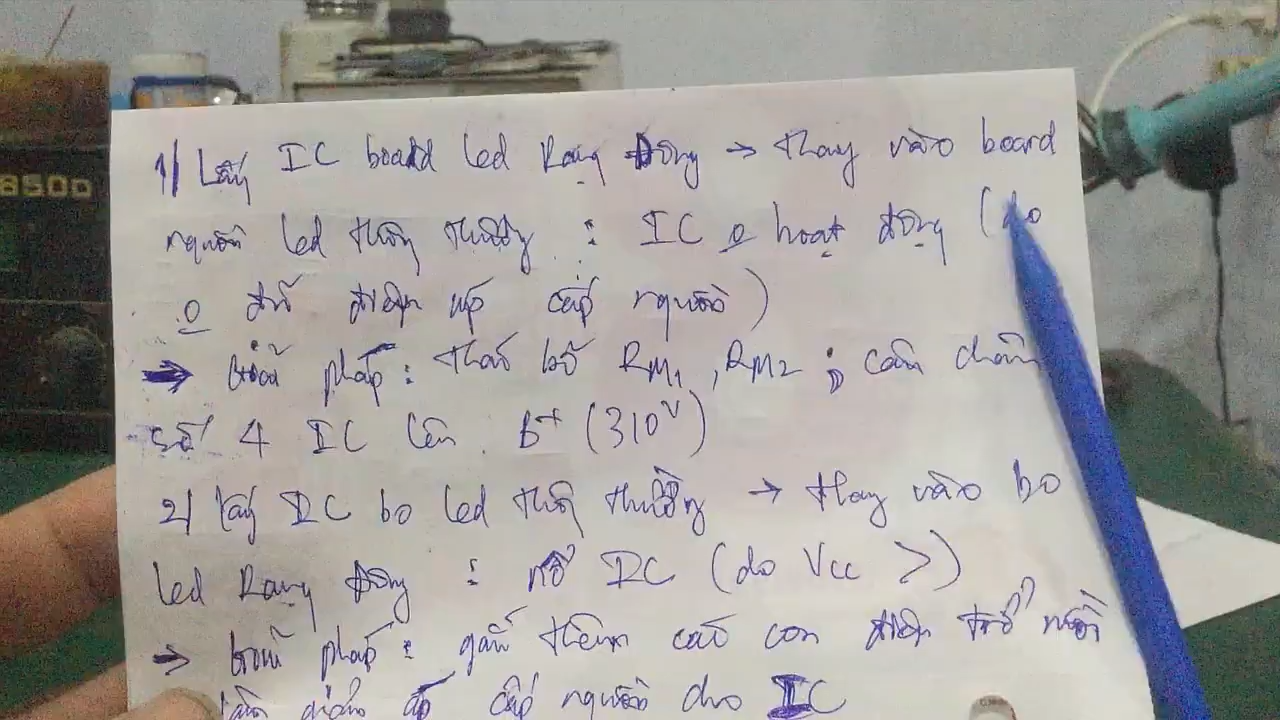 8500
1/ Lấy IC board led Rạng Đông → thay vào board
nguồn led thông thường : IC o hoạt động (do
o đủ điện áp cấp nguồn)
→ biện pháp : tháo bỏ RM1 , RM2 ; câu chân
số 4 IC lên B+ (310V)
2/ lấy IC bo led thông thường → thay vào bo
led Rạng Đông : nổ IC (do Vcc >)
→ biện pháp : gắn thêm các con điện trở mồi
cấp nguồn cho IC